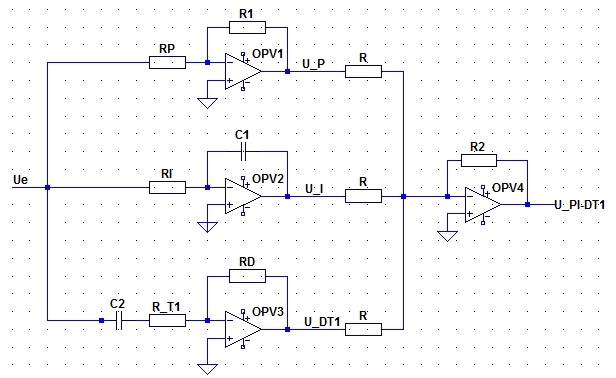 R1
RP
OPV1
U_P
R
C1
R2
Ue
RI
OPV2
U_I
R
OPV4
U_PI-DT1
RD
C2
R_T1
OPV3
U_DT1
R